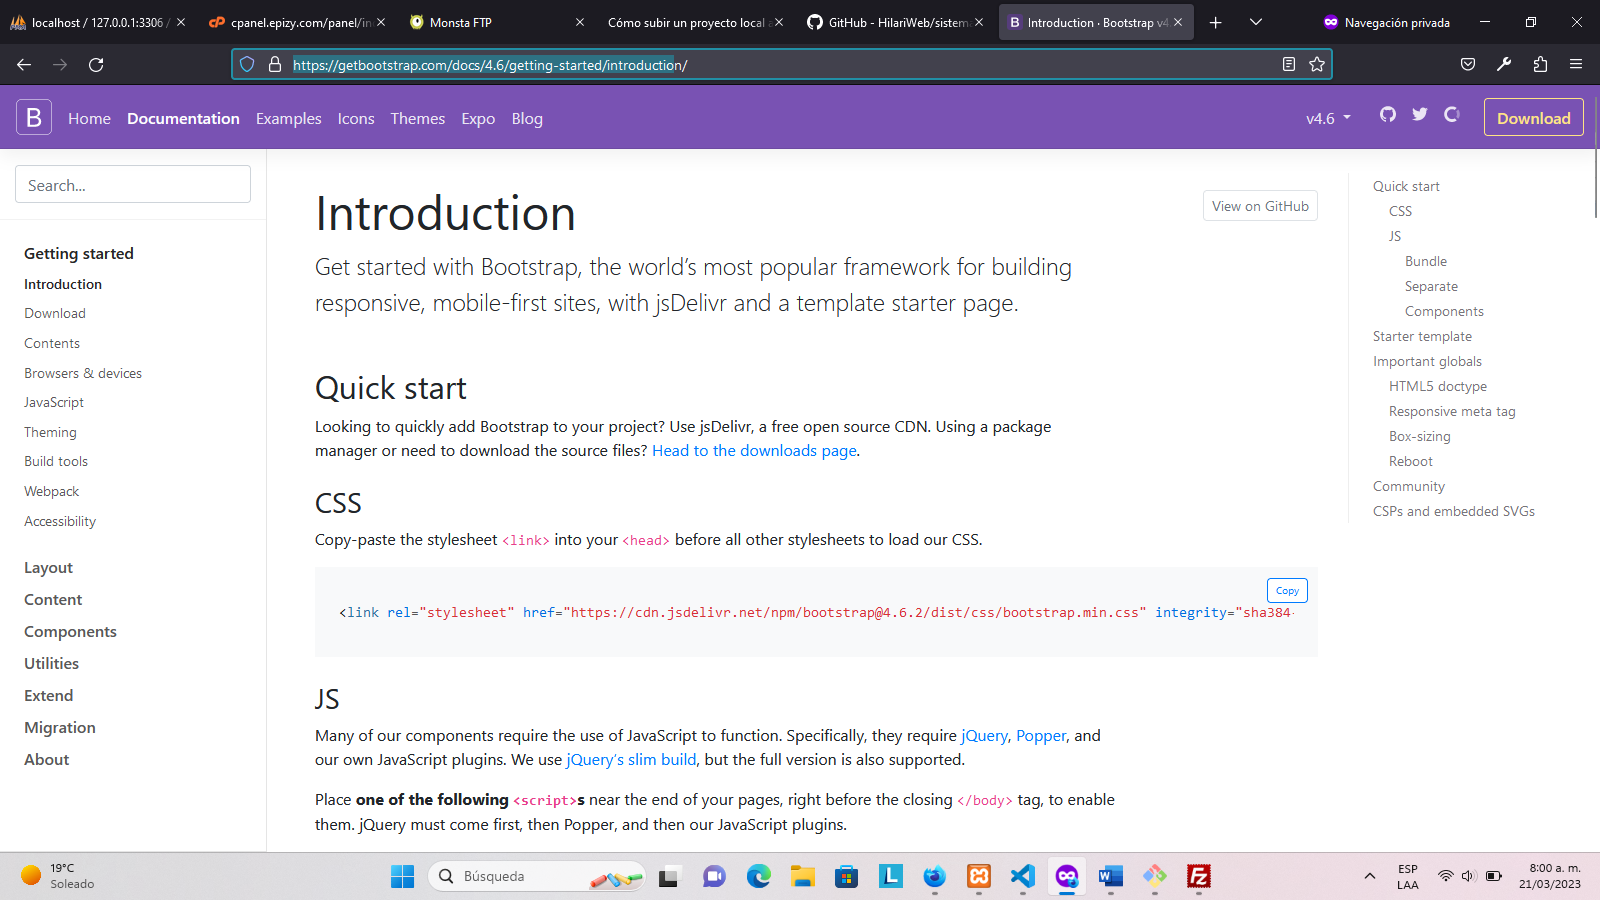 localhost / 127.0.0.1:3306 /
cpanel.epizy.com/panel/in
Monsta FTP
Cómo subir un proyecto local a
GitHub - HilariWeb/sistem
Introduction · Bootstrap v4
Navegación privada
https://getbootstrap.com/docs/4.6/getting-started/introduction/
B
Home
Documentation
Examples
Icons
Themes
Expo
Blog
v4.6
Download
Search...
Getting started
Introduction
Download
Contents
Browsers & devices
JavaScript
Theming
Build tools
Webpack
Accessibility
Layout
Content
Components
Utilities
Extend
Migration
About
Introduction
View on GitHub
Get started with Bootstrap, the world’s most popular framework for building
responsive, mobile-first sites, with jsDelivr and a template starter page.
Quick start
Looking to quickly add Bootstrap to your project? Use jsDelivr, a free open source CDN. Using a package
manager or need to download the source files? Head to the downloads page.
CSS
Copy-paste the stylesheet <link> into your <head> before all other stylesheets to load our CSS.
Copy
<link rel="stylesheet" href="https://cdn.jsdelivr.net/npm/bootstrap@4.6.2/dist/css/bootstrap.min.css" integrity="sha384-
JS
Many of our components require the use of JavaScript to function. Specifically, they require jQuery, Popper, and
our own JavaScript plugins. We use jQuery’s slim build, but the full version is also supported.
Place one of the following <script>s near the end of your pages, right before the closing </body> tag, to enable
them. jQuery must come first, then Popper, and then our JavaScript plugins.
Quick start
CSS
JS
Bundle
Separate
Components
Starter template
Important globals
HTML5 doctype
Responsive meta tag
Box-sizing
Reboot
Community
CSPs and embedded SVGs
19°C
Soleado
Búsqueda
ESP
LAA
8:00 a. m.
21/03/2023